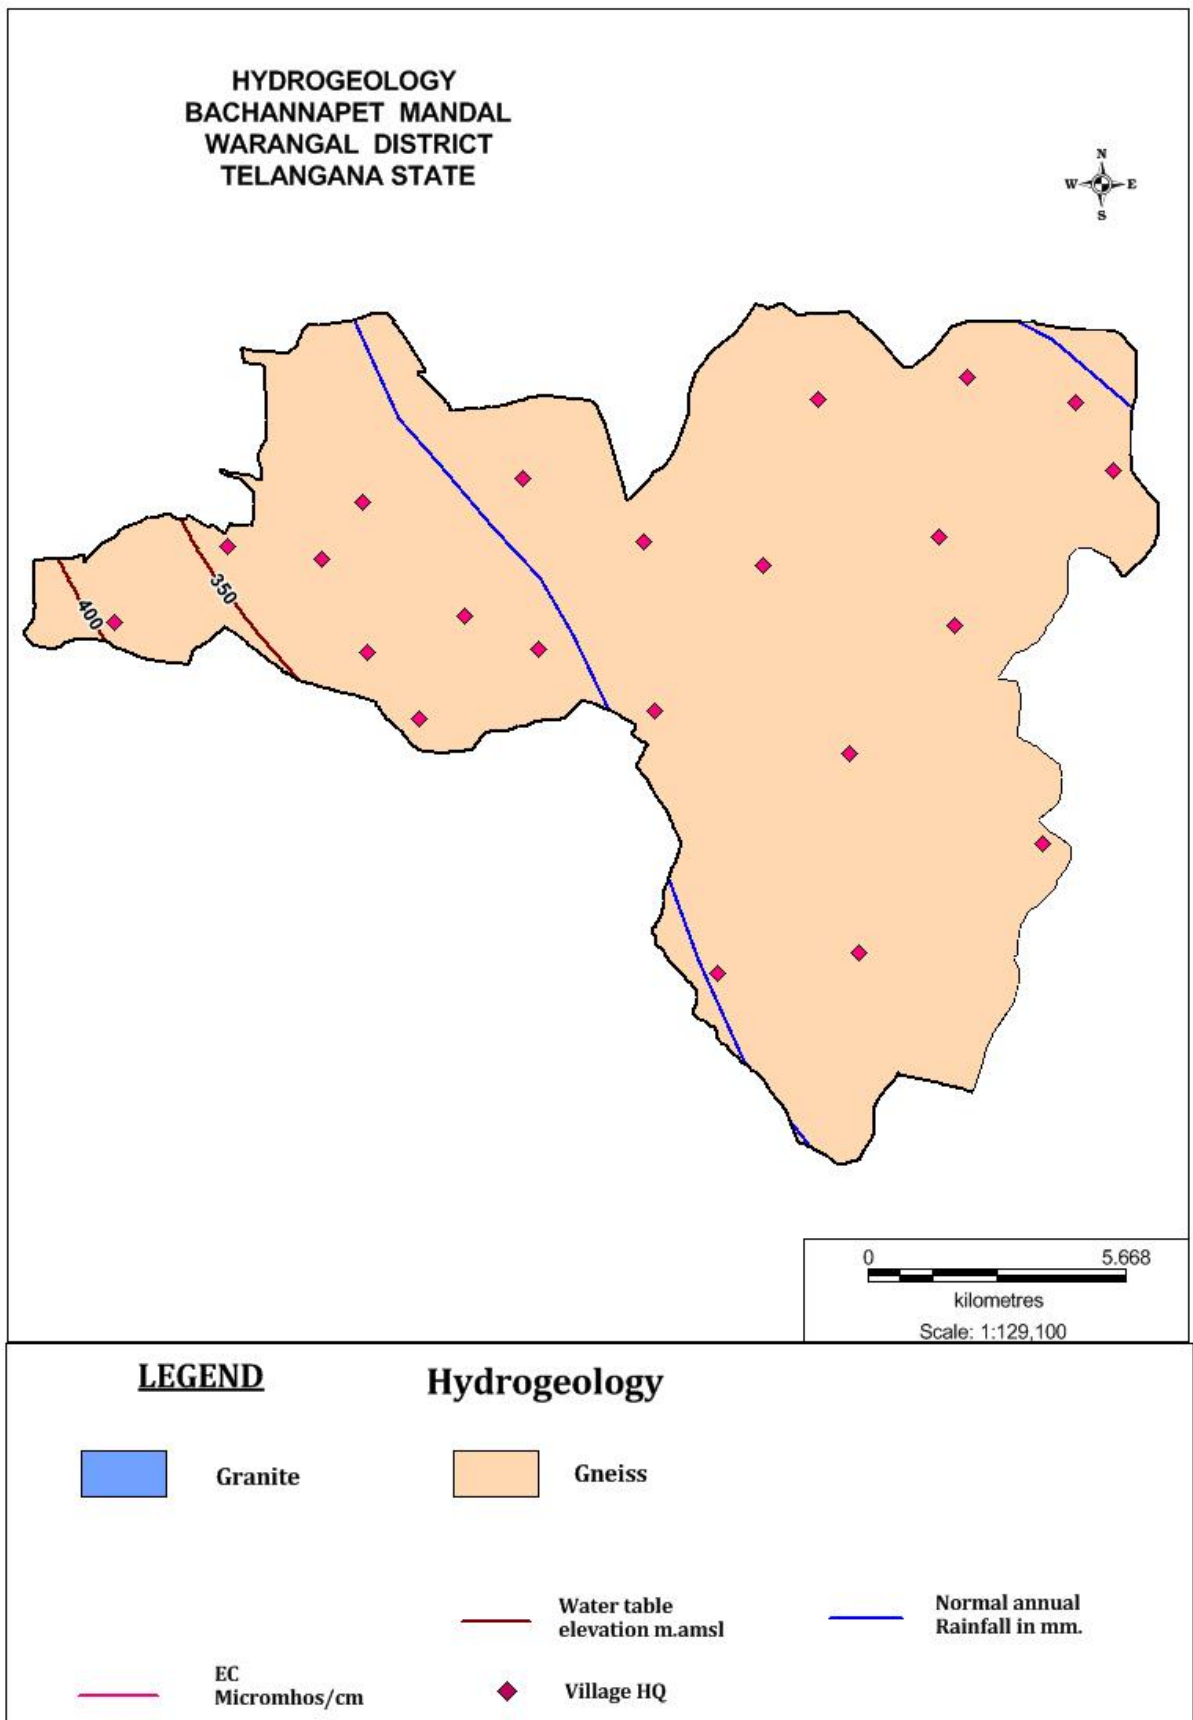 HYDROGEOLOGY
BACHANNAPET MANDAL
WARANGAL DISTRICT
TELANGANA STATE
N
W E
S
350
400
0 5.668
kilometres
Scale: 1:129,100
LEGEND Hydrogeology
Granite Gneiss
Water table
elevation m.amsl
Normal annual
Rainfall in mm.
EC
Micromhos/cm
Village HQ